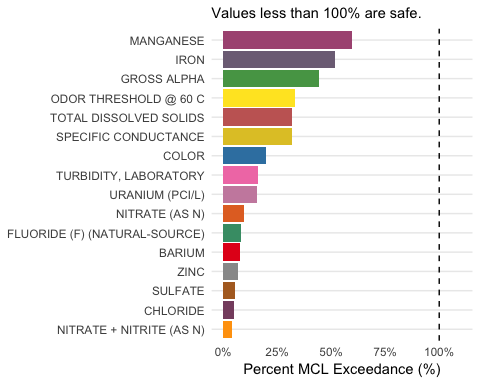 Values less than 100% are safe.
MANGANESE
IRON
GROSS ALPHA
ODOR THRESHOLD @ 60 C
TOTAL DISSOLVED SOLIDS
SPECIFIC CONDUCTANCE
COLOR
TURBIDITY, LABORATORY
URANIUM (PCI/L)
NITRATE (AS N)
FLUORIDE (F) (NATURAL-SOURCE)
BARIUM
ZINC
SULFATE
CHLORIDE
NITRATE + NITRITE (AS N)
0% 25% 50% 75% 100%
Percent MCL Exceedance (%)